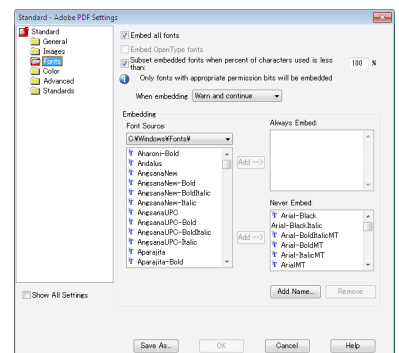 Standard - Adobe PDF Settings
Standard
General
Images
Fonts
Color
Advanced
Standards
Show All Settings
Embed all fonts
Embed OpenType fonts
Subset embedded fonts when percent of characters used is less than:
100 %
Only fonts with appropriate permission bits will be embedded
When embedding: Warn and continue
Embedding
Font Source:
C:¥Windows¥Fonts¥
Aharoni-Bold
Andalus
AngsanaNew
AngsanaNew-Bold
AngsanaNew-BoldItalic
AngsanaNew-Italic
AngsanaUPC
AngsanaUPC-Bold
AngsanaUPC-BoldItalic
AngsanaUPC-Italic
Aparajita
Aparajita-Bold
Add -->
Add -->
Always Embed:
Never Embed:
Arial-Black
Arial-BlackItalic
Arial-BoldItalicMT
Arial-BoldMT
Arial-ItalicMT
ArialMT
Add Name...
Remove
Save As...
OK
Cancel
Help